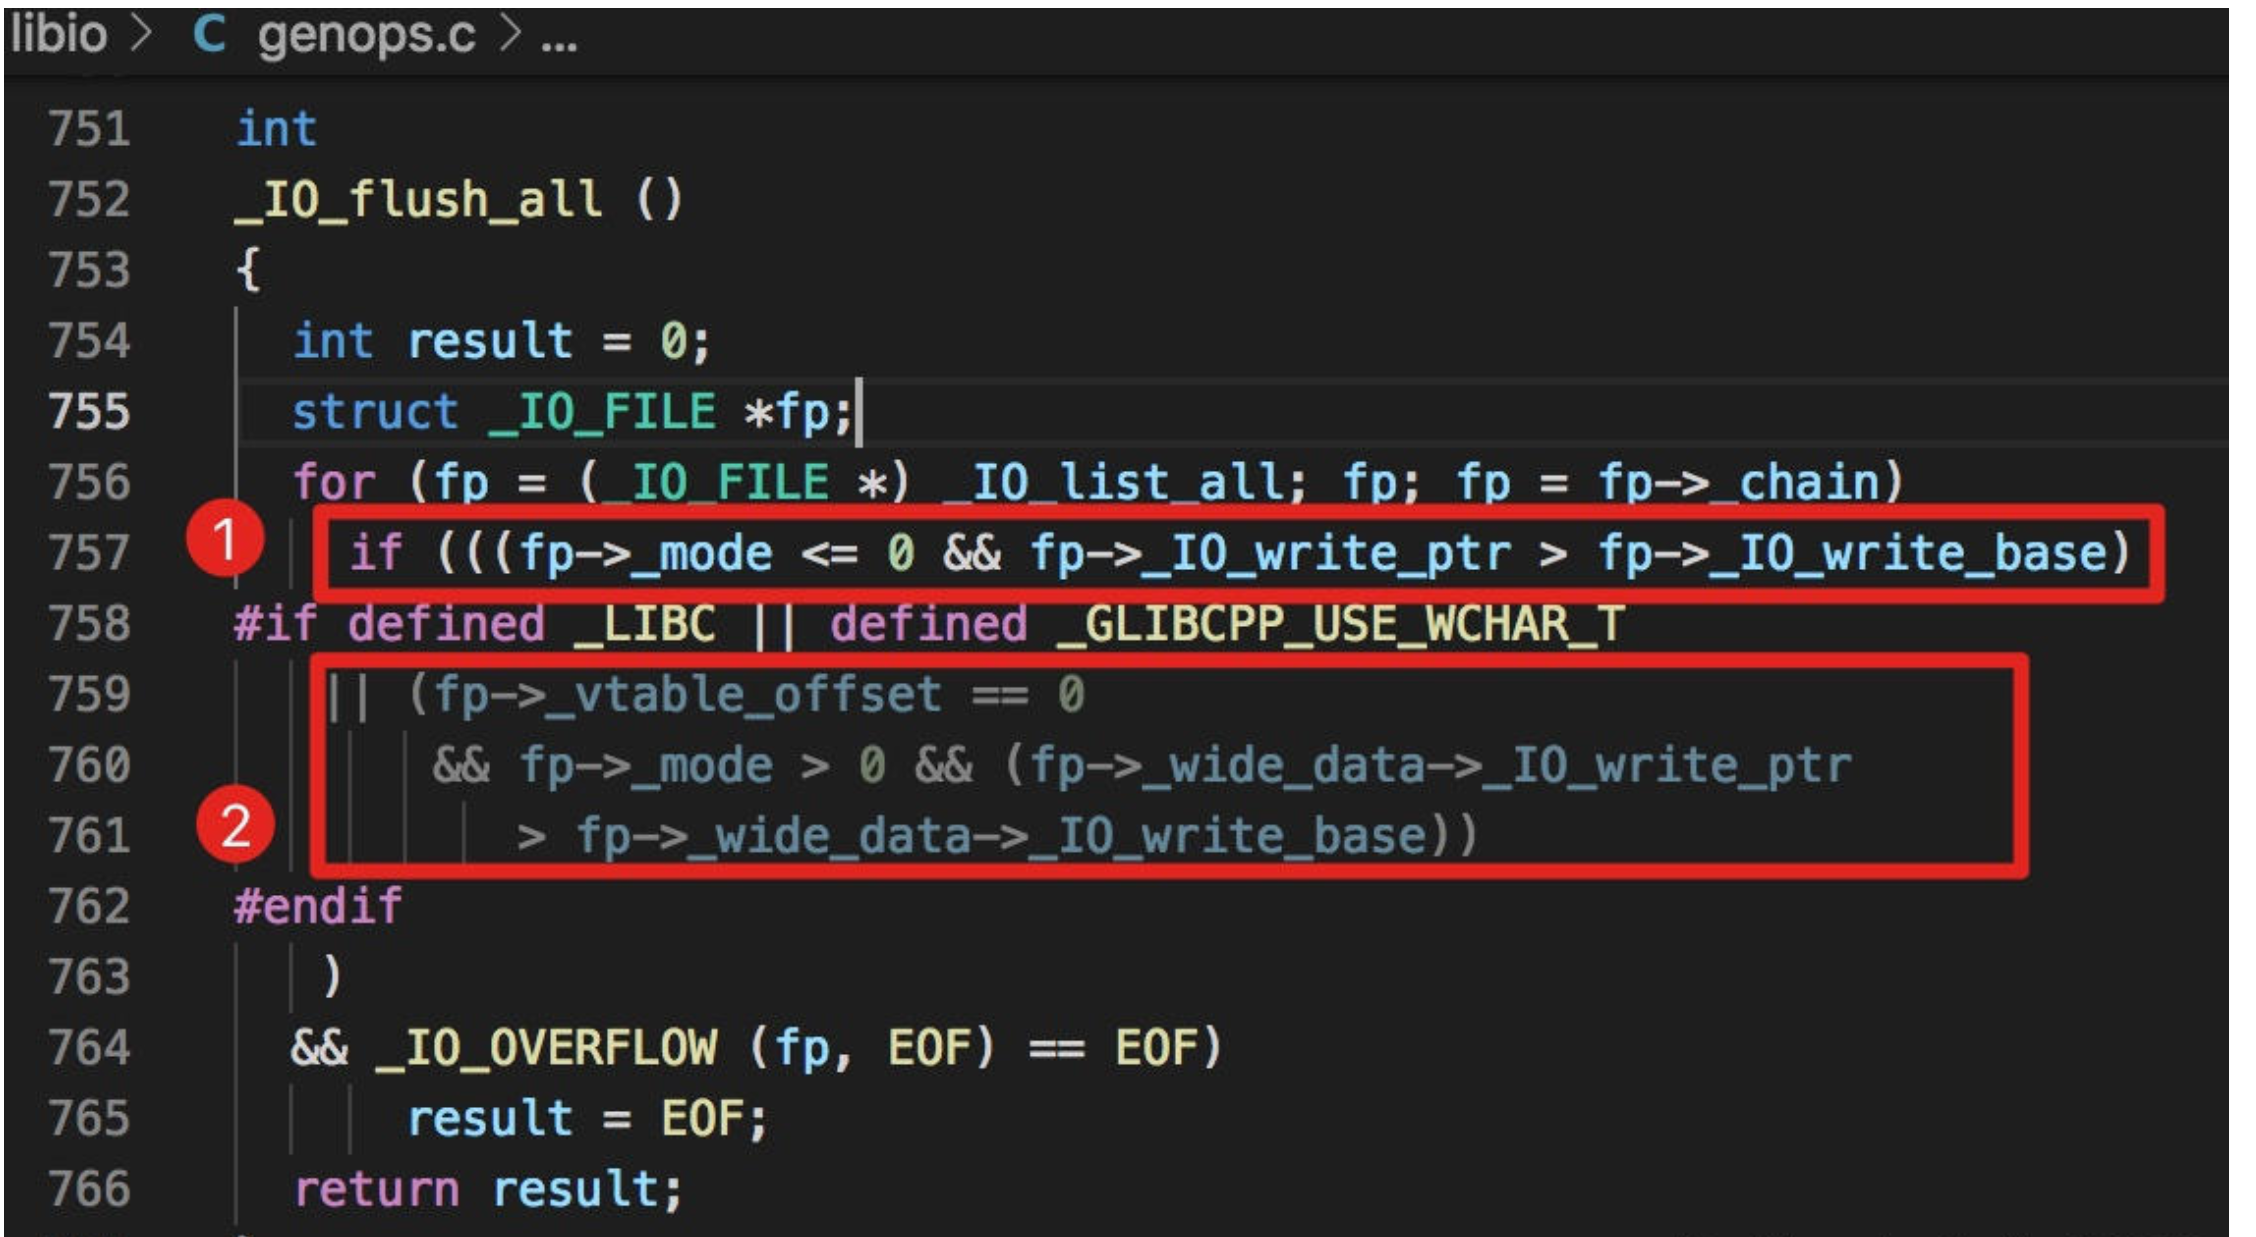 libio > C genops.c > ...
751 int
752 _IO_flush_all ()
753 {
754 int result = 0;
755 struct _IO_FILE *fp;
756 for (fp = (_IO_FILE *) _IO_list_all; fp; fp = fp->_chain)
1
757 if (((fp->_mode <= 0 && fp->_IO_write_ptr > fp->_IO_write_base)
758 #if defined _LIBC || defined _GLIBCPP_USE_WCHAR_T
759 || (fp->_vtable_offset == 0
760 && fp->_mode > 0 && (fp->_wide_data->_IO_write_ptr
2
761 > fp->_wide_data->_IO_write_base))
762 #endif
763 )
764 && _IO_OVERFLOW (fp, EOF) == EOF)
765 result = EOF;
766 return result;